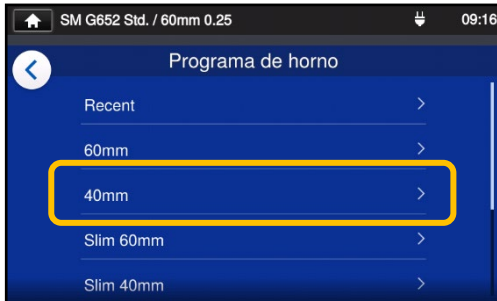 SM G652 Std. / 60mm 0.25 09:16
Programa de horno
Recent
60mm
40mm
Slim 60mm
Slim 40mm